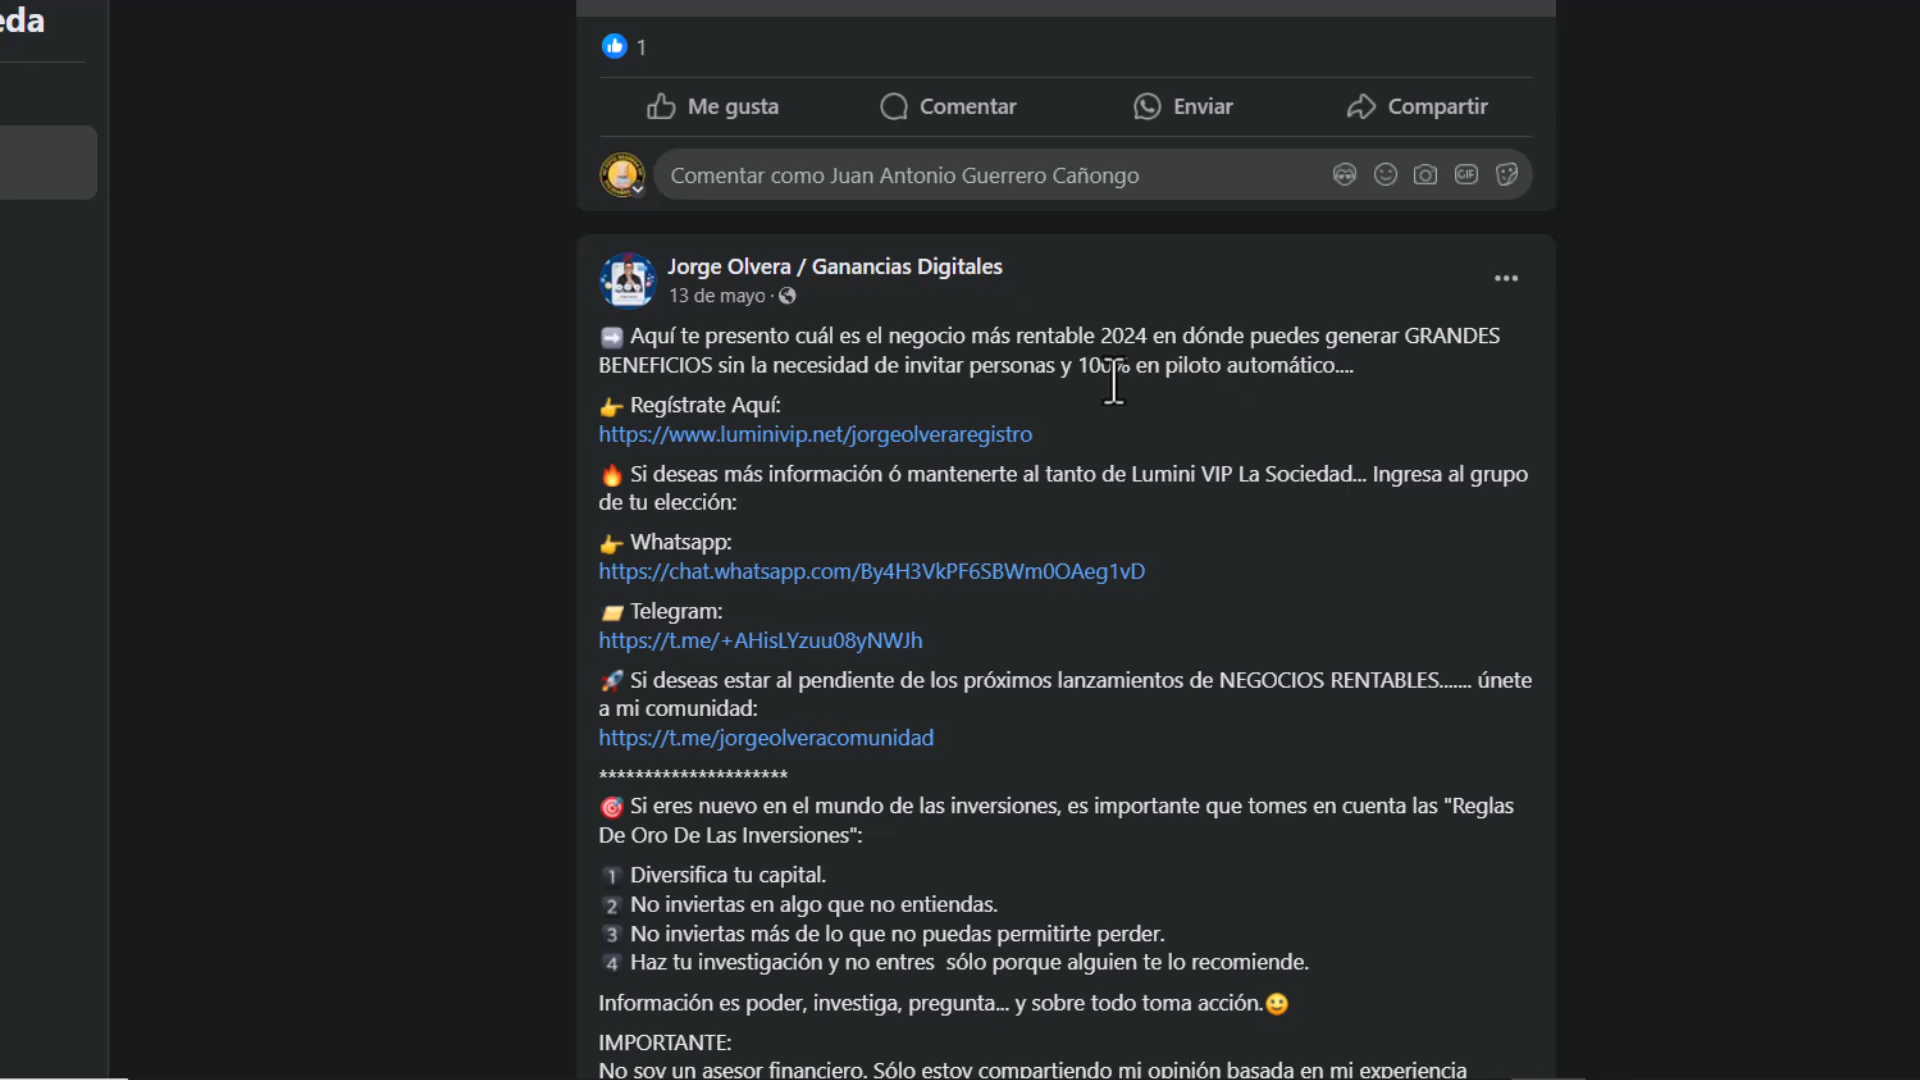 eda
1
Me gusta
Comentar
Enviar
Compartir
Comentar como Juan Antonio Guerrero Cañongo
GIF
Jorge Olvera / Ganancias Digitales
13 de mayo ·
➡️ Aquí te presento cuál es el negocio más rentable 2024 en dónde puedes generar GRANDES
BENEFICIOS sin la necesidad de invitar personas y 100% en piloto automático....
👉 Regístrate Aquí:
https://www.luminivip.net/jorgeolveraregistro
🔥 Si deseas más información ó mantenerte al tanto de Lumini VIP La Sociedad... Ingresa al grupo
de tu elección:
👉 Whatsapp:
https://chat.whatsapp.com/By4H3VkPF6SBWm0OAeg1vD
Telegram:
https://t.me/+AHisLYzuu08yNWJh
🚀 Si deseas estar al pendiente de los próximos lanzamientos de NEGOCIOS RENTABLES....... únete
a mi comunidad:
https://t.me/jorgeolveracomunidad
*********************
🎯 Si eres nuevo en el mundo de las inversiones, es importante que tomes en cuenta las "Reglas
De Oro De Las Inversiones":
1 Diversifica tu capital.
2 No inviertas en algo que no entiendas.
3 No inviertas más de lo que no puedas permitirte perder.
4 Haz tu investigación y no entres  sólo porque alguien te lo recomiende.
Información es poder, investiga, pregunta... y sobre todo toma acción.🙂
IMPORTANTE:
No soy un asesor financiero. Sólo estoy compartiendo mi opinión basada en mi experiencia